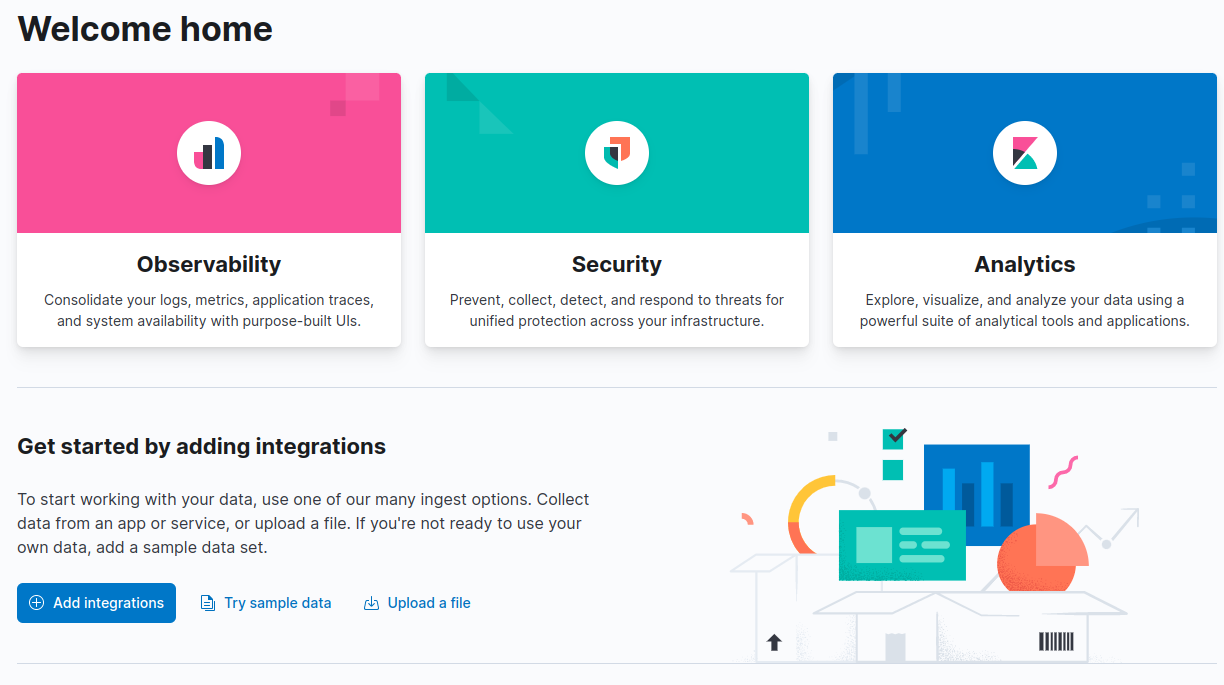 Welcome home
Observability
Consolidate your logs, metrics, application traces,
and system availability with purpose-built UIs.
Security
Prevent, collect, detect, and respond to threats for
unified protection across your infrastructure.
Analytics
Explore, visualize, and analyze your data using a
powerful suite of analytical tools and applications.
Get started by adding integrations
To start working with your data, use one of our many ingest options. Collect
data from an app or service, or upload a file. If you're not ready to use your
own data, add a sample data set.
Add integrations
Try sample data
Upload a file